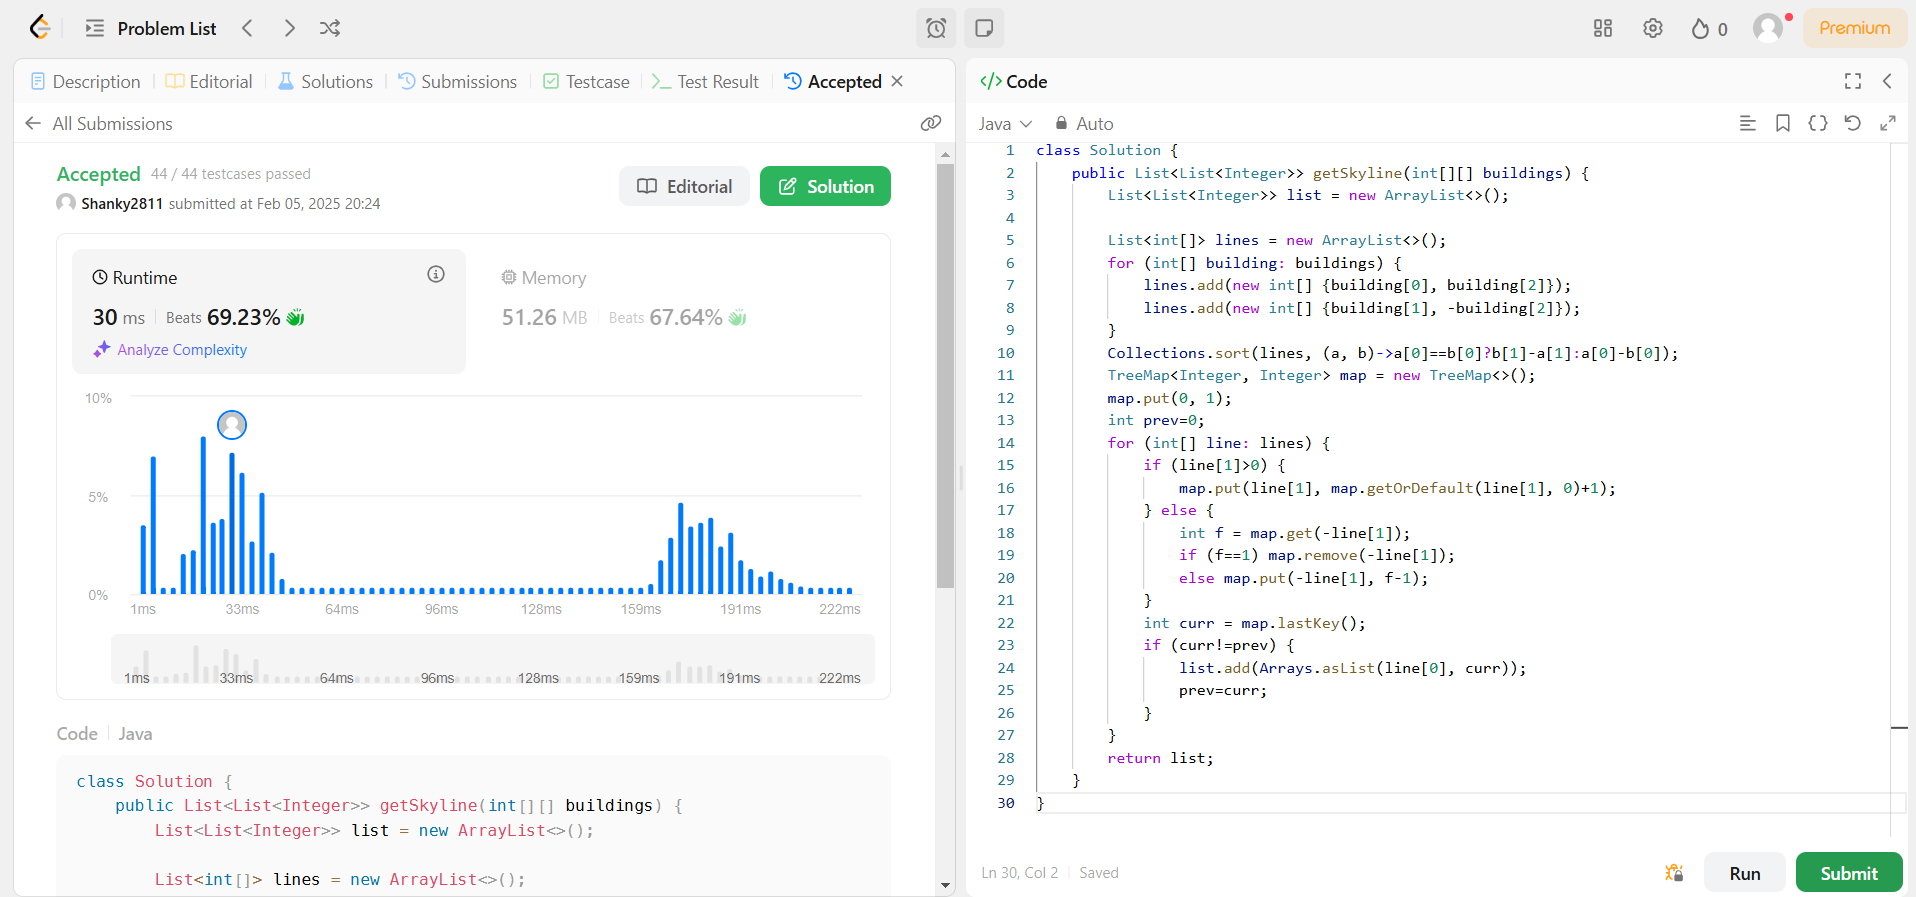 Problem List
0
Premium
Description
Editorial
Solutions
Submissions
Testcase
Test Result
Accepted
All Submissions
Accepted 44 / 44 testcases passed
Shanky2811 submitted at Feb 05, 2025 20:24
Editorial
Solution
Runtime
30 ms
Beats 69.23%
Analyze Complexity
Memory
51.26 MB
Beats 67.64%
10%
5%
0%
1ms 33ms 64ms 96ms 128ms 159ms 191ms 222ms
1ms 33ms 64ms 96ms 128ms 159ms 191ms 222ms
Code Java
class Solution {
    public List<List<Integer>> getSkyline(int[][] buildings) {
        List<List<Integer>> list = new ArrayList<>();
        List<int[]> lines = new ArrayList<>();
</> Code
Java Auto
1 class Solution {
2     public List<List<Integer>> getSkyline(int[][] buildings) {
3         List<List<Integer>> list = new ArrayList<>();
4
5         List<int[]> lines = new ArrayList<>();
6         for (int[] building: buildings) {
7             lines.add(new int[] {building[0], building[2]});
8             lines.add(new int[] {building[1], -building[2]});
9         }
10         Collections.sort(lines, (a, b)->a[0]==b[0]?b[1]-a[1]:a[0]-b[0]);
11         TreeMap<Integer, Integer> map = new TreeMap<>();
12         map.put(0, 1);
13         int prev=0;
14         for (int[] line: lines) {
15             if (line[1]>0) {
16                 map.put(line[1], map.getOrDefault(line[1], 0)+1);
17             } else {
18                 int f = map.get(-line[1]);
19                 if (f==1) map.remove(-line[1]);
20                 else map.put(-line[1], f-1);
21             }
22             int curr = map.lastKey();
23             if (curr!=prev) {
24                 list.add(Arrays.asList(line[0], curr));
25                 prev=curr;
26             }
27         }
28         return list;
29     }
30 }
Ln 30, Col 2 Saved
Run
Submit